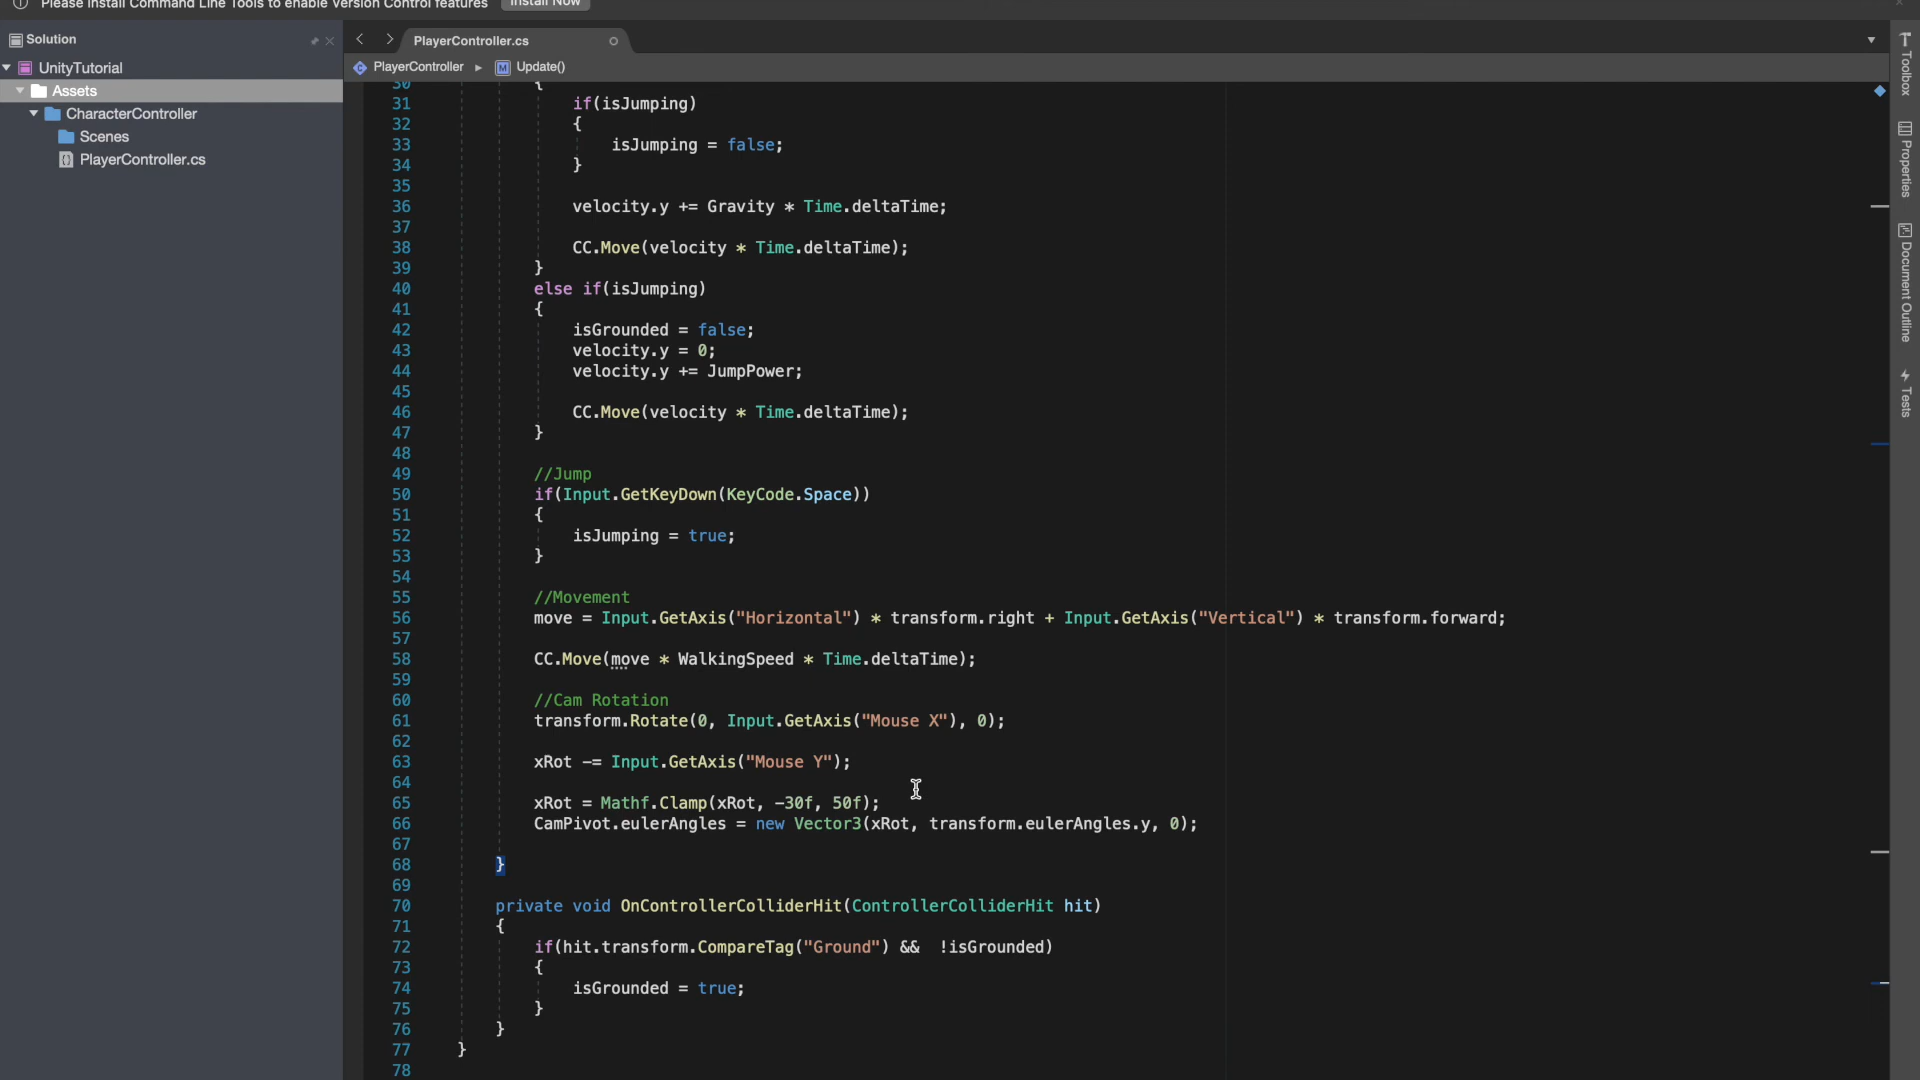 Please Install Command Line Tools to enable Version Control features Install Now
Solution
UnityTutorial
Assets
CharacterController
Scenes
PlayerController.cs
PlayerController.cs
PlayerController Update()
30 {
31 if(isJumping)
32 {
33 isJumping = false;
34 }
35
36 velocity.y += Gravity * Time.deltaTime;
37
38 CC.Move(velocity * Time.deltaTime);
39 }
40 else if(isJumping)
41 {
42 isGrounded = false;
43 velocity.y = 0;
44 velocity.y += JumpPower;
45
46 CC.Move(velocity * Time.deltaTime);
47 }
48
49 //Jump
50 if(Input.GetKeyDown(KeyCode.Space))
51 {
52 isJumping = true;
53 }
54
55 //Movement
56 move = Input.GetAxis("Horizontal") * transform.right + Input.GetAxis("Vertical") * transform.forward;
57
58 CC.Move(move * WalkingSpeed * Time.deltaTime);
59
60 //Cam Rotation
61 transform.Rotate(0, Input.GetAxis("Mouse X"), 0);
62
63 xRot -= Input.GetAxis("Mouse Y");
64
65 xRot = Mathf.Clamp(xRot, -30f, 50f);
66 CamPivot.eulerAngles = new Vector3(xRot, transform.eulerAngles.y, 0);
67
68 }
69
70 private void OnControllerColliderHit(ControllerColliderHit hit)
71 {
72 if(hit.transform.CompareTag("Ground") &&  !isGrounded)
73 {
74 isGrounded = true;
75 }
76 }
77 }
78
Toolbox
Properties
Document Outline
Tests